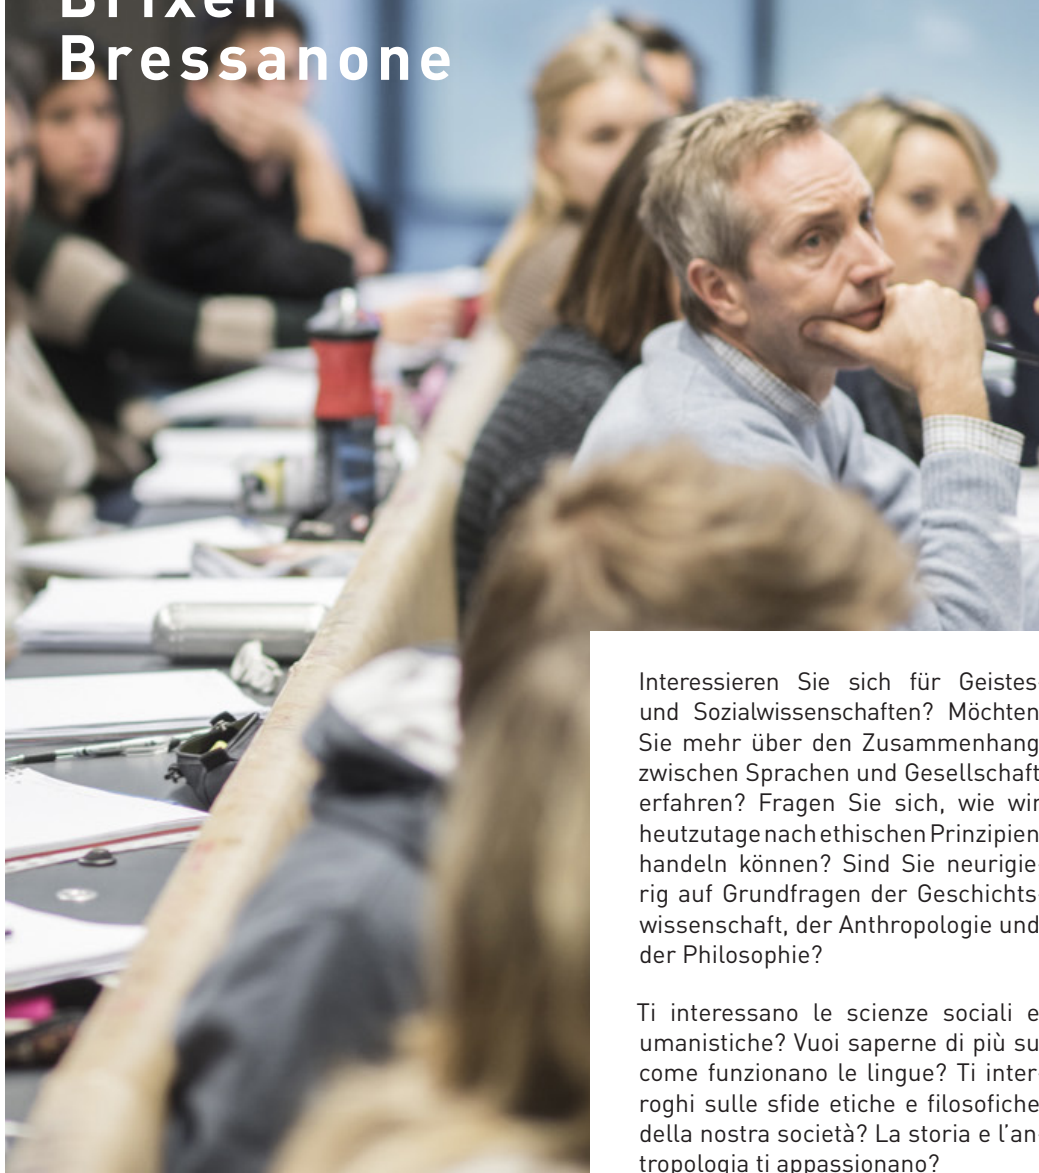 Brixen
Bressanone
Interessieren Sie sich für Geistes-
und Sozialwissenschaften? Möchten
Sie mehr über den Zusammenhang
zwischen Sprachen und Gesellschaft
erfahren? Fragen Sie sich, wie wir
heutzutage nach ethischen Prinzipien
handeln können? Sind Sie neurigie-
rig auf Grundfragen der Geschichts-
wissenschaft, der Anthropologie und
der Philosophie?
Ti interessano le scienze sociali e
umanistiche? Vuoi saperne di più su
come funzionano le lingue? Ti inter-
roghi sulle sfide etiche e filosofiche
della nostra società? La storia e l'an-
tropologia ti appassionano?